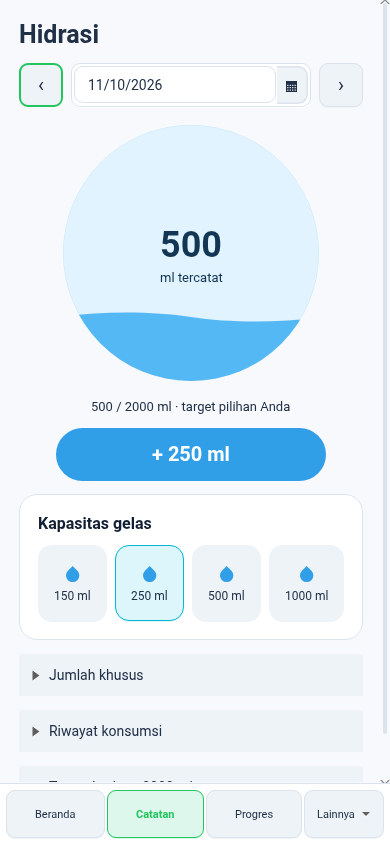 Hidrasi
‹
11/10/2026
›
500
ml tercatat
500 / 2000 ml · target pilihan Anda
+ 250 ml
Kapasitas gelas
150 ml
250 ml
500 ml
1000 ml
Jumlah khusus
Riwayat konsumsi
Beranda
Catatan
Progres
Lainnya